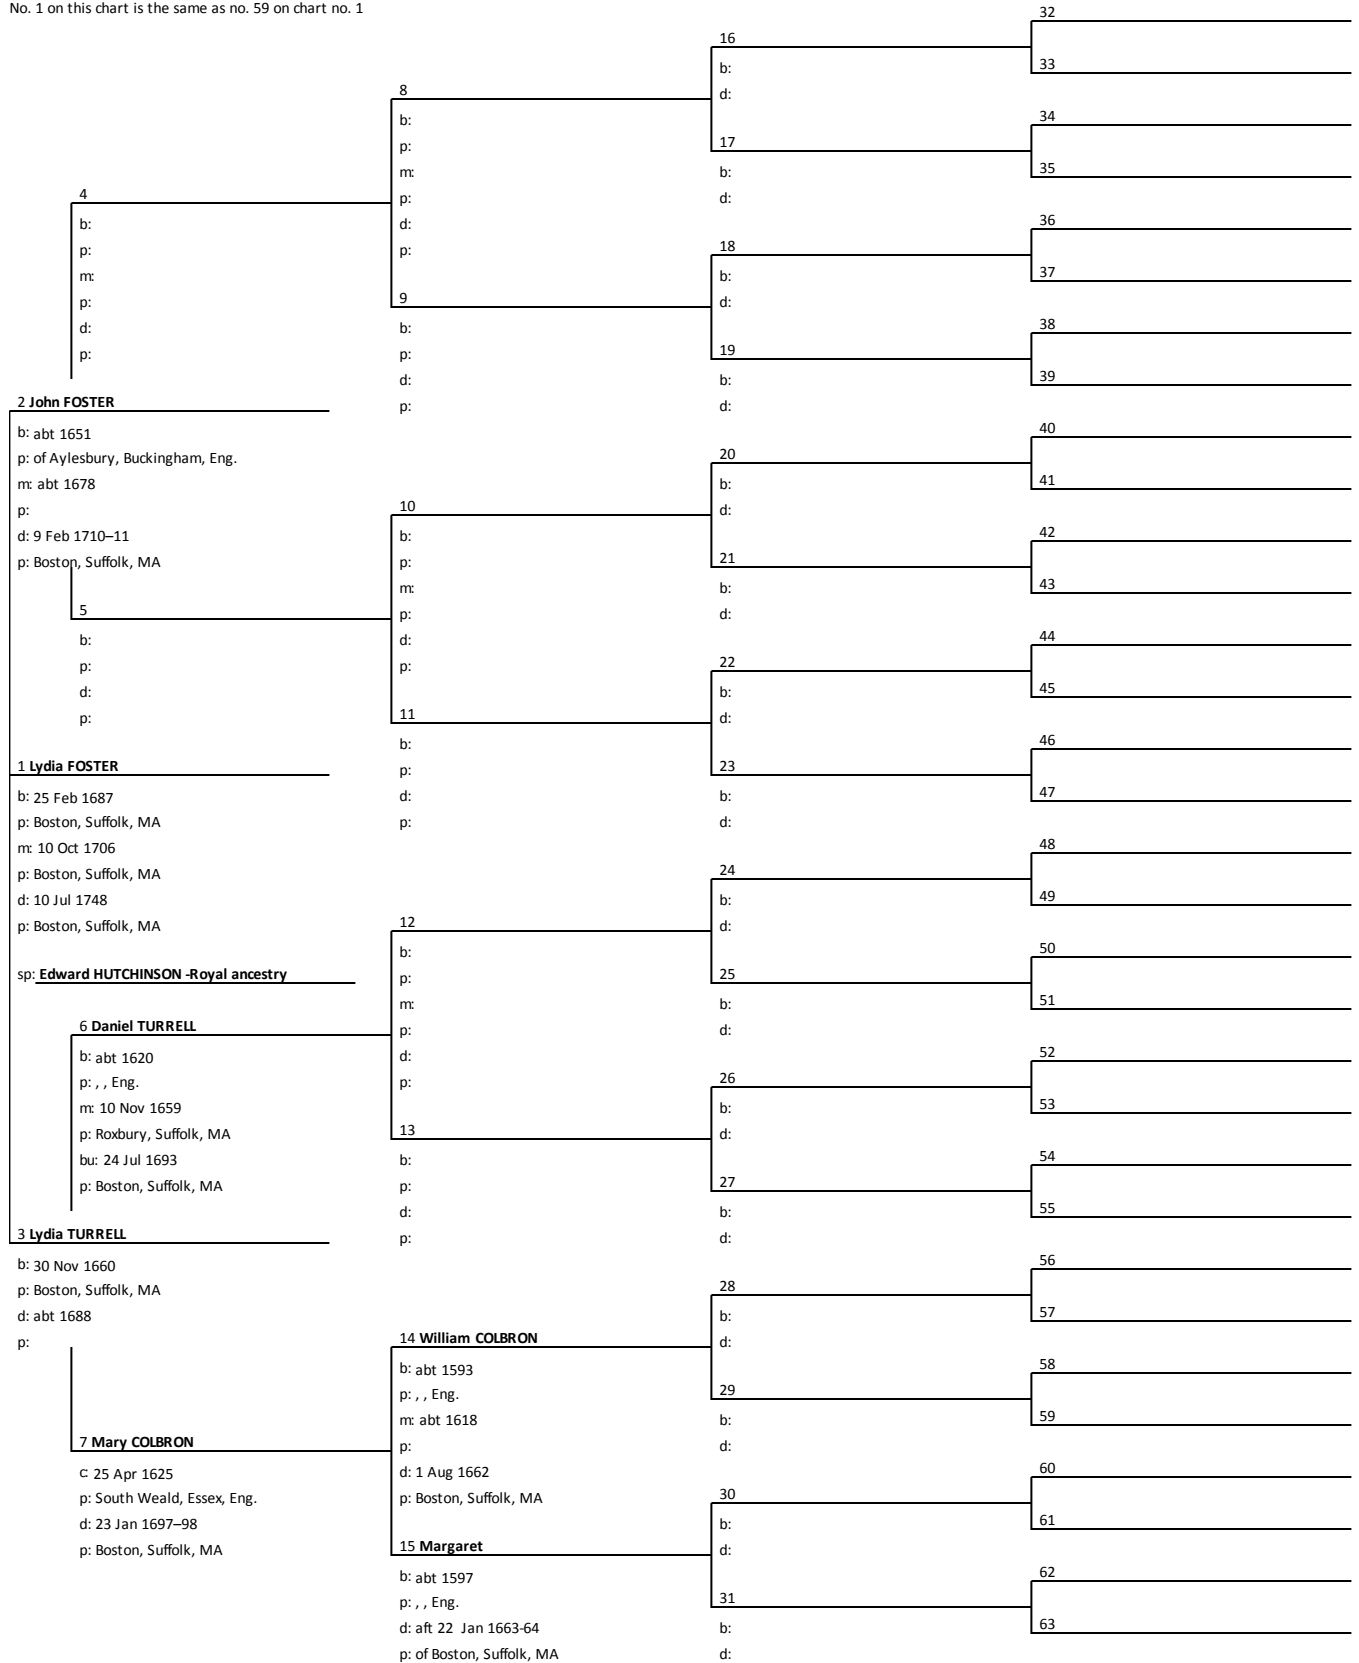 No. 1 on this chart is the same as no. 59 on chart no. 1
2 John FOSTER
b: abt 1651
p: of Aylesbury, Buckingham, Eng.
m: abt 1678
p:
d: 9 Feb 1710–11
p: Boston, Suffolk, MA
1 Lydia FOSTER
b: 25 Feb 1687
p: Boston, Suffolk, MA
m: 10 Oct 1706
p: Boston, Suffolk, MA
d: 10 Jul 1748
p: Boston, Suffolk, MA
sp: Edward HUTCHINSON -Royal ancestry
3 Lydia TURRELL
b: 30 Nov 1660
p: Boston, Suffolk, MA
d: abt 1688
p:
4
b:
p:
m:
p:
d:
p:
5
b:
p:
d:
p:
6 Daniel TURRELL
b: abt 1620
p: , , Eng.
m: 10 Nov 1659
p: Roxbury, Suffolk, MA
bu: 24 Jul 1693
p: Boston, Suffolk, MA
7 Mary COLBRON
c: 25 Apr 1625
p: South Weald, Essex, Eng.
d: 23 Jan 1697–98
p: Boston, Suffolk, MA
8
b:
p:
m:
p:
d:
p:
9
b:
p:
d:
p:
10
b:
p:
m:
p:
d:
p:
11
b:
p:
d:
p:
12
b:
p:
m:
p:
d:
p:
13
b:
p:
d:
p:
14 William COLBRON
b: abt 1593
p: , , Eng.
m: abt 1618
p:
d: 1 Aug 1662
p: Boston, Suffolk, MA
15 Margaret
b: abt 1597
p: , , Eng.
d: aft 22 Jan 1663-64
p: of Boston, Suffolk, MA
16
b:
d:
17
b:
d:
18
b:
d:
19
b:
d:
20
b:
d:
21
b:
d:
22
b:
d:
23
b:
d:
24
b:
d:
25
b:
d:
26
b:
d:
27
b:
d:
28
b:
d:
29
b:
d:
30
b:
d:
31
b:
d:
32
33
34
35
36
37
38
39
40
41
42
43
44
45
46
47
48
49
50
51
52
53
54
55
56
57
58
59
60
61
62
63